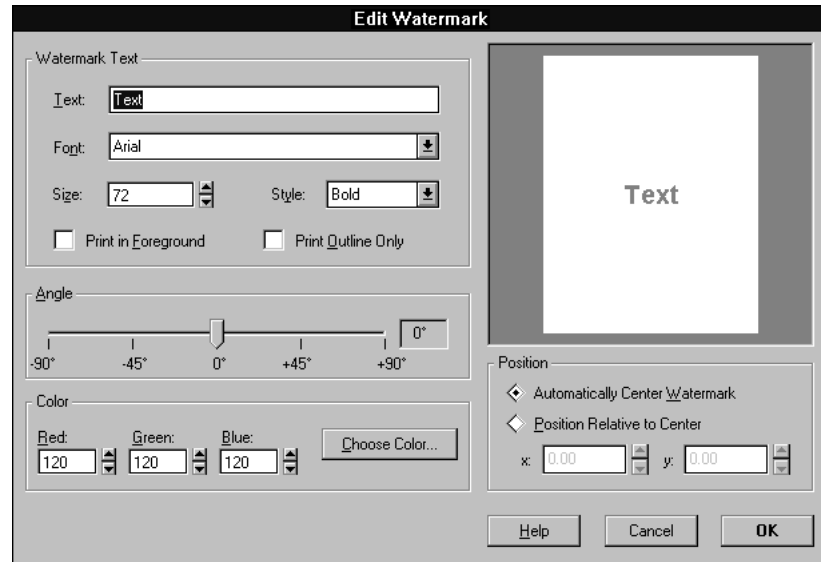 Edit Watermark
Watermark Text
Text: Text
Font: Arial
Size: 72 Style: Bold
Print in Foreground Print Outline Only
Text
Angle
0°
-90° -45° 0° +45° +90°
Color
Red: Green: Blue:
120 120 120 Choose Color...
Position
Automatically Center Watermark
Position Relative to Center
x: 0.00 y: 0.00
Help Cancel OK